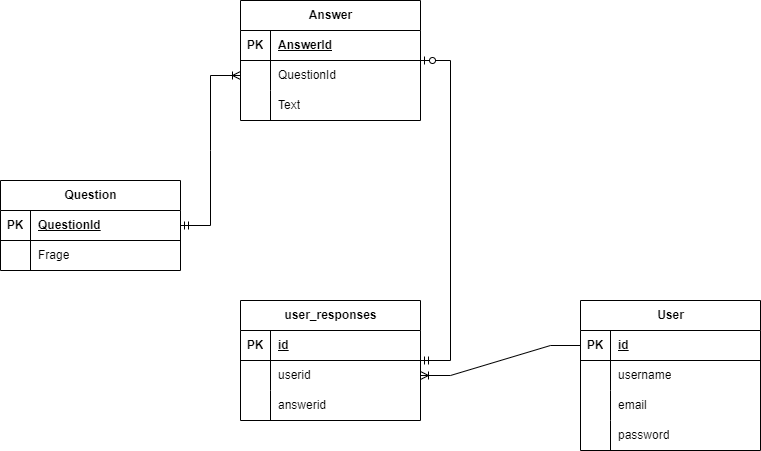 Answer
PK AnswerId
QuestionId
Text
Question
PK QuestionId
Frage
user_responses
PK id
userid
answerid
User
PK id
username
email
password